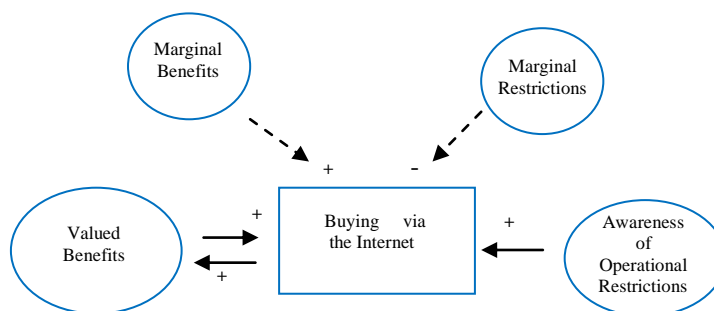 Marginal
Benefits
Marginal
Restrictions
+
-
Valued
Benefits
+
+
Buying via
the Internet
+
Awareness
of
Operational
Restrictions